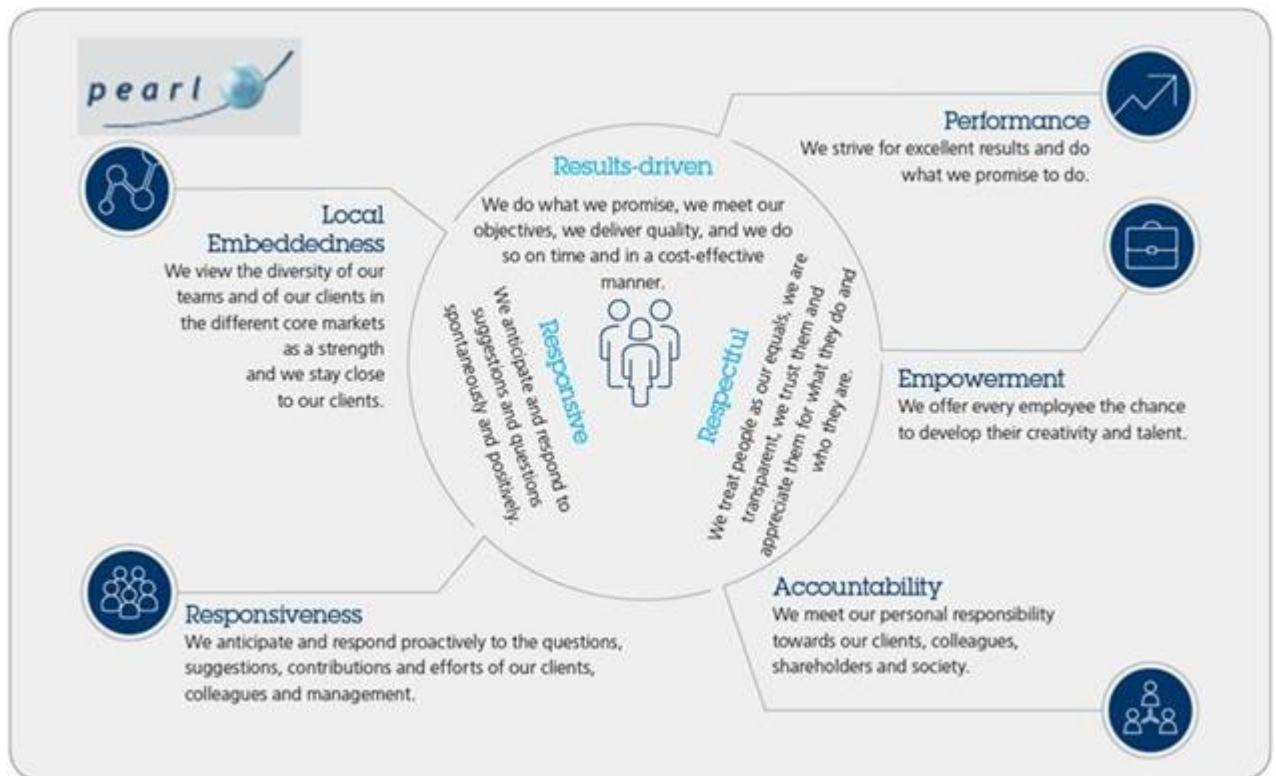 pearl
Performance
We strive for excellent results and do
what we promise to do.
Local
Embeddedness
We view the diversity of our
teams and of our clients in
the different core markets
as a strength
and we stay close
to our clients.
Results-driven
We do what we promise, we meet our
objectives, we deliver quality, and we do
so on time and in a cost-effective
manner.
Responsive
We anticipate and respond to
suggestions and questions
spontaneously and positively.
Respectful
We treat people as our equals, we are
transparent, we trust them and
appreciate them for what they do and
who they are.
Empowerment
We offer every employee the chance
to develop their creativity and talent.
Responsiveness
We anticipate and respond proactively to the questions,
suggestions, contributions and efforts of our clients,
colleagues and management.
Accountability
We meet our personal responsibility
towards our clients, colleagues,
shareholders and society.